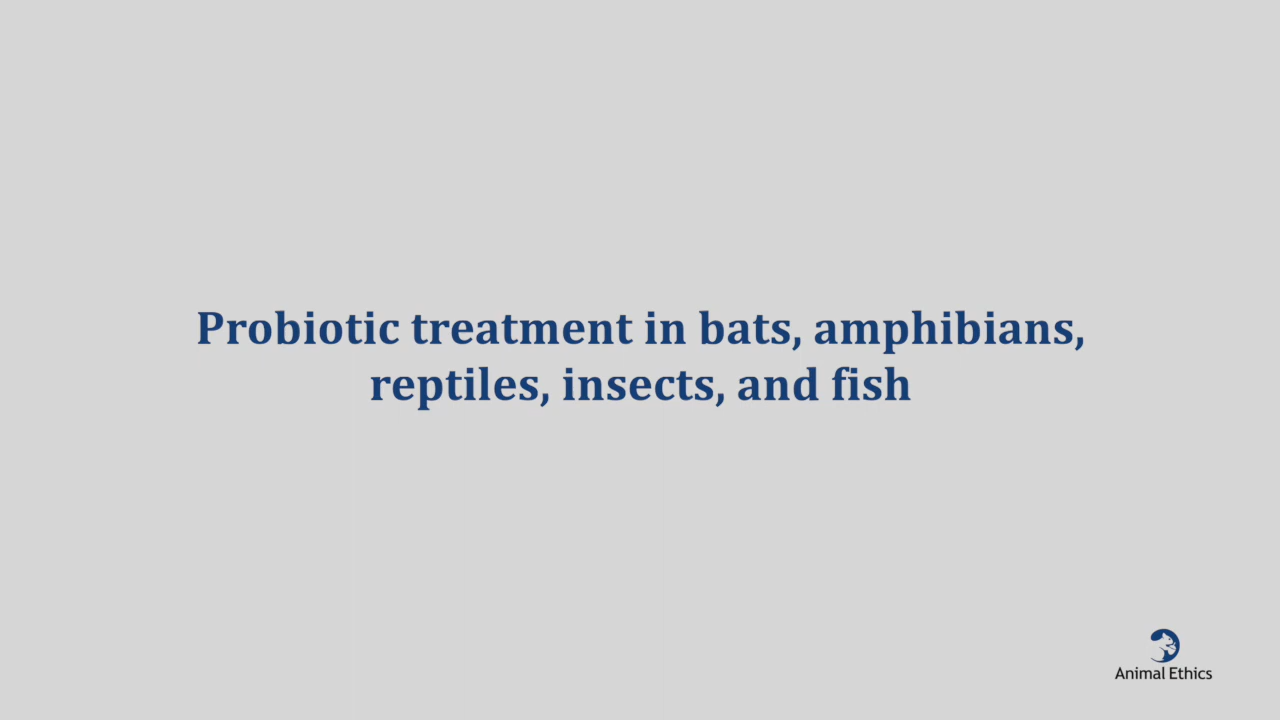 Probiotic treatment in bats, amphibians,
reptiles, insects, and fish
Animal Ethics